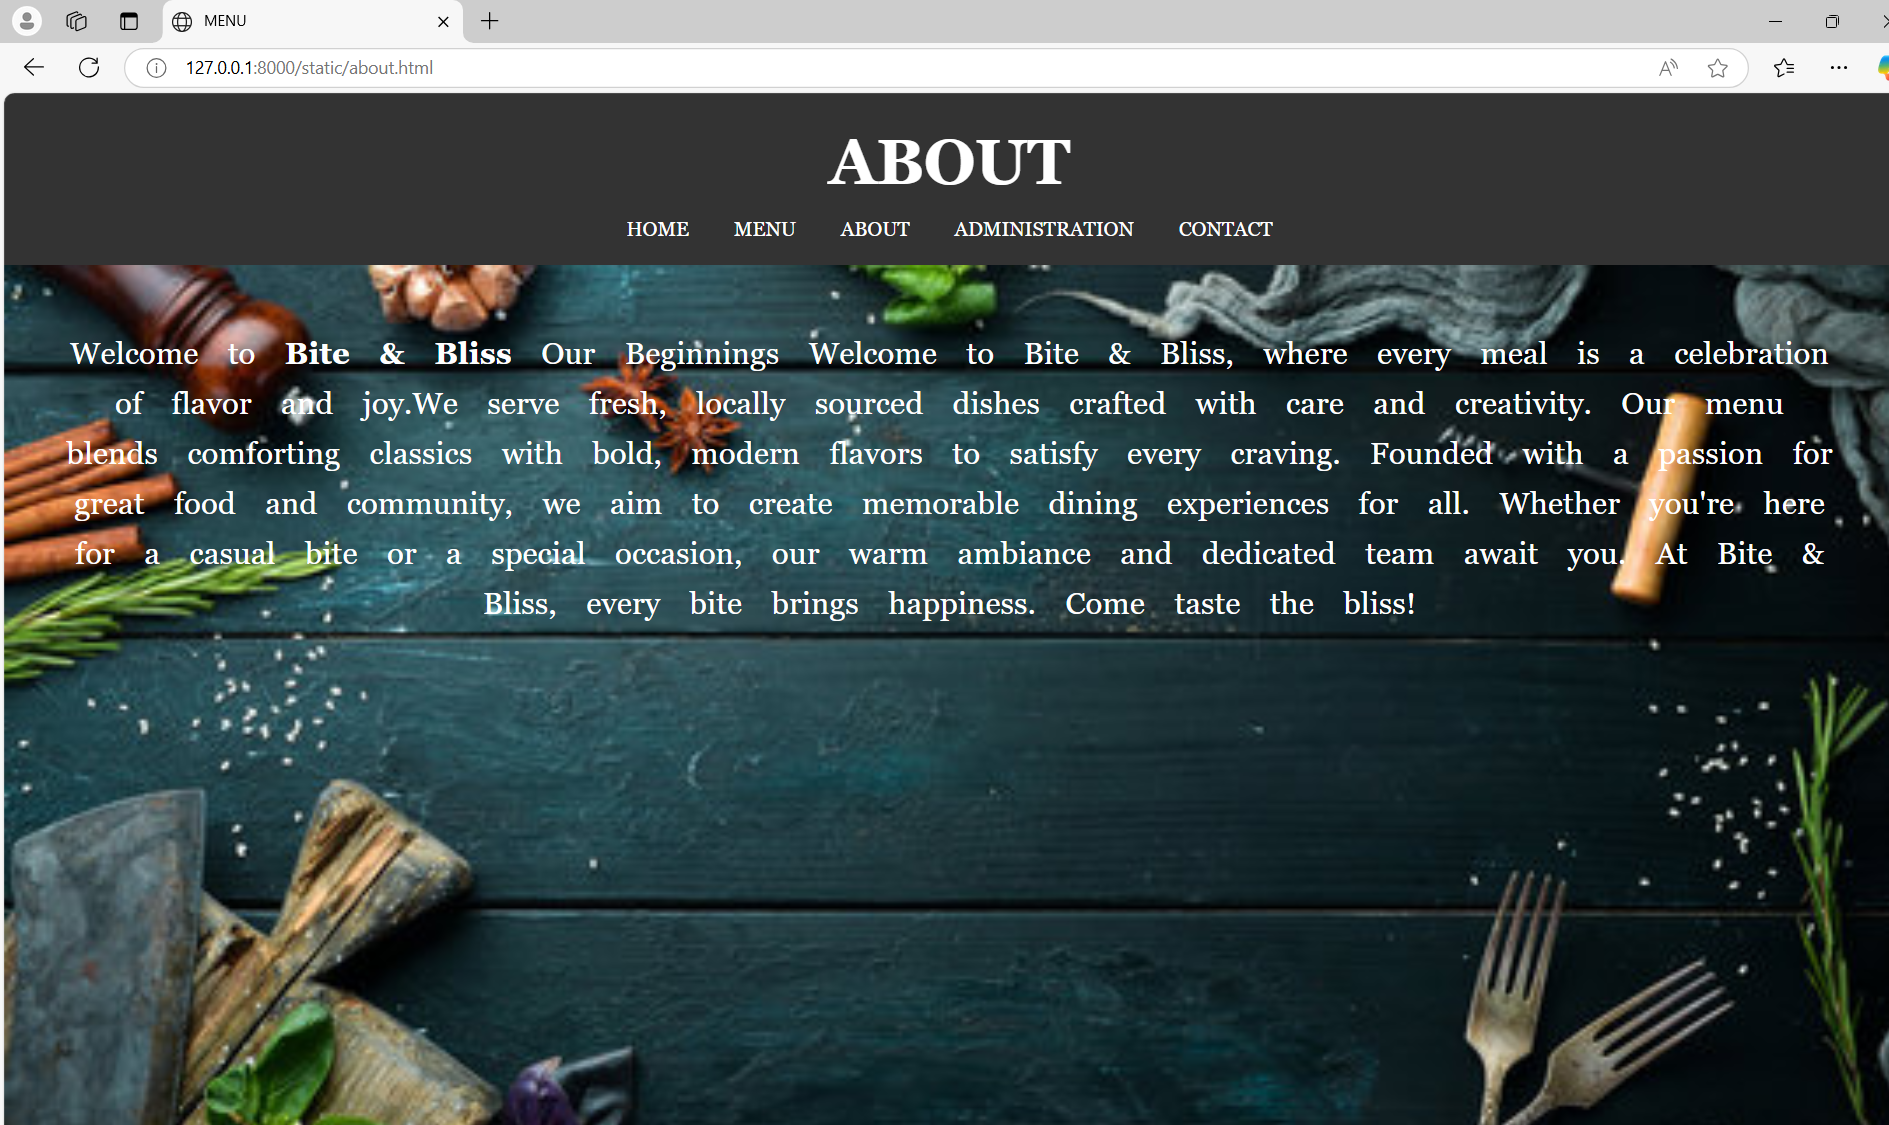 MENU
127.0.0.1:8000/static/about.html
ABOUT
HOME MENU ABOUT ADMINISTRATION CONTACT
Welcome to Bite & Bliss Our Beginnings Welcome to Bite & Bliss, where every meal is a celebration
of flavor and joy.We serve fresh, locally sourced dishes crafted with care and creativity. Our menu
blends comforting classics with bold, modern flavors to satisfy every craving. Founded with a passion for
great food and community, we aim to create memorable dining experiences for all. Whether you're here
for a casual bite or a special occasion, our warm ambiance and dedicated team await you. At Bite &
Bliss, every bite brings happiness. Come taste the bliss!